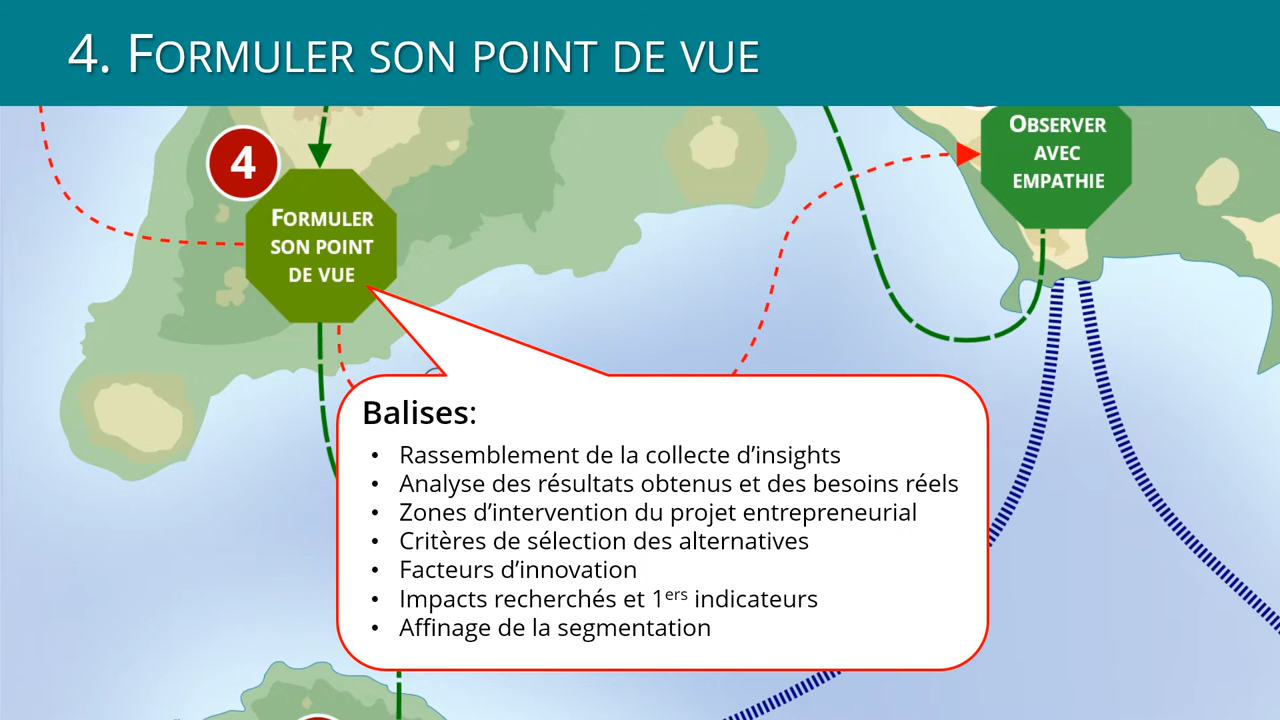 4. Formuler son point de vue
Observer
avec
empathie
4
Formuler
son point
de vue
Balises:
• Rassemblement de la collecte d’insights
• Analyse des résultats obtenus et des besoins réels
• Zones d’intervention du projet entrepreneurial
• Critères de sélection des alternatives
• Facteurs d’innovation
• Impacts recherchés et 1ers indicateurs
• Affinage de la segmentation